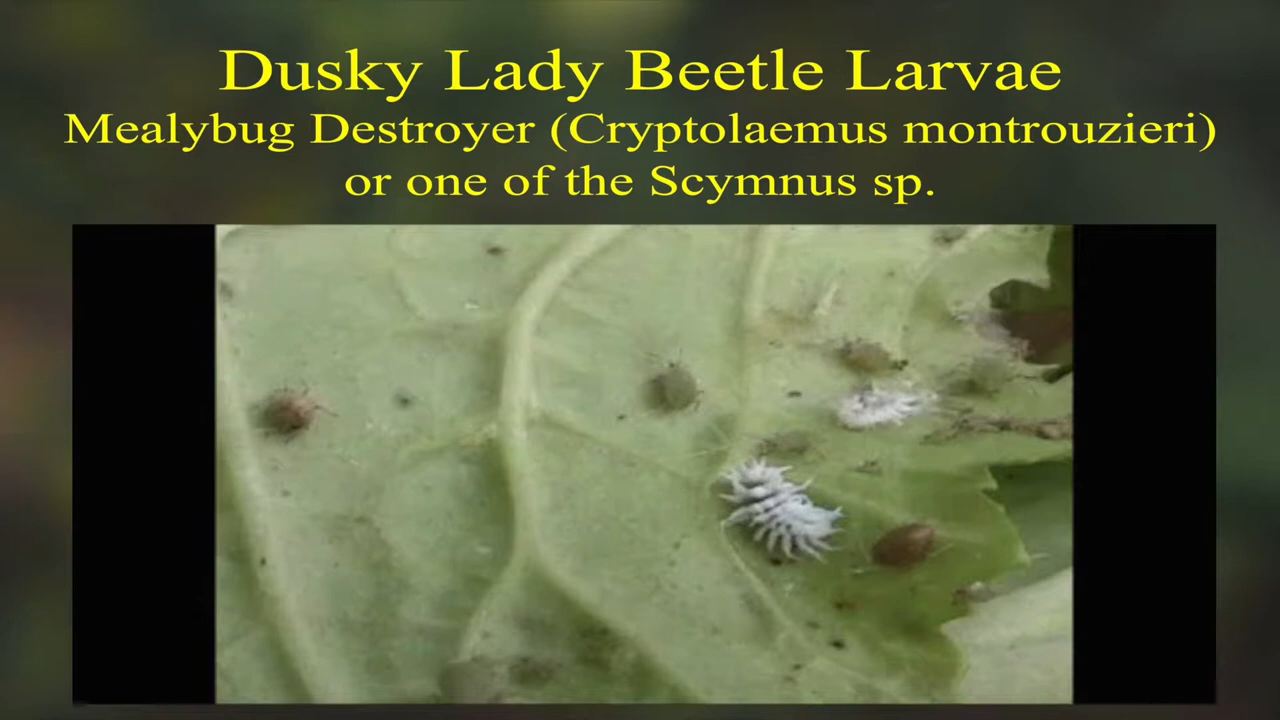 Dusky Lady Beetle Larvae
Mealybug Destroyer (Cryptolaemus montrouzieri)
or one of the Scymnus sp.